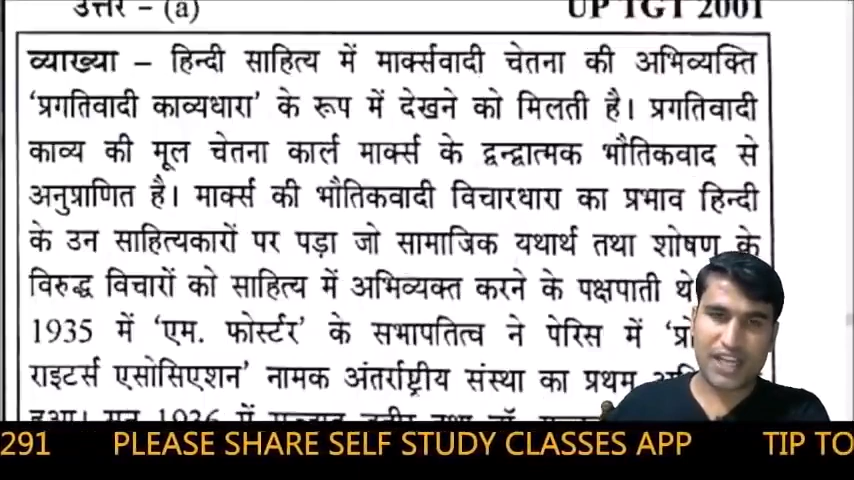 उत्तर – (a) UP TGT 2001
व्याख्या – हिन्दी साहित्य में मार्क्सवादी चेतना की अभिव्यक्ति
'प्रगतिवादी काव्यधारा' के रूप में देखने को मिलती है। प्रगतिवादी
काव्य की मूल चेतना कार्ल मार्क्स के द्वन्द्वात्मक भौतिकवाद से
अनुप्राणित है। मार्क्स की भौतिकवादी विचारधारा का प्रभाव हिन्दी
के उन साहित्यकारों पर पड़ा जो सामाजिक यथार्थ तथा शोषण के
विरुद्ध विचारों को साहित्य में अभिव्यक्त करने के पक्षपाती थे
1935 में 'एम. फोर्स्टर' के सभापतित्व ने पेरिस में
राइटर्स एसोसिएशन' नामक अंतर्राष्ट्रीय संस्था का प्रथम
291 PLEASE SHARE SELF STUDY CLASSES APP TIP TO